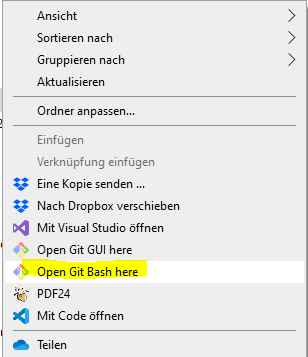 Ansicht
Sortieren nach
Gruppieren nach
Aktualisieren
Ordner anpassen...
Einfügen
Verknüpfung einfügen
Eine Kopie senden ...
Nach Dropbox verschieben
Mit Visual Studio öffnen
Open Git GUI here
Open Git Bash here
PDF24
Mit Code öffnen
Teilen